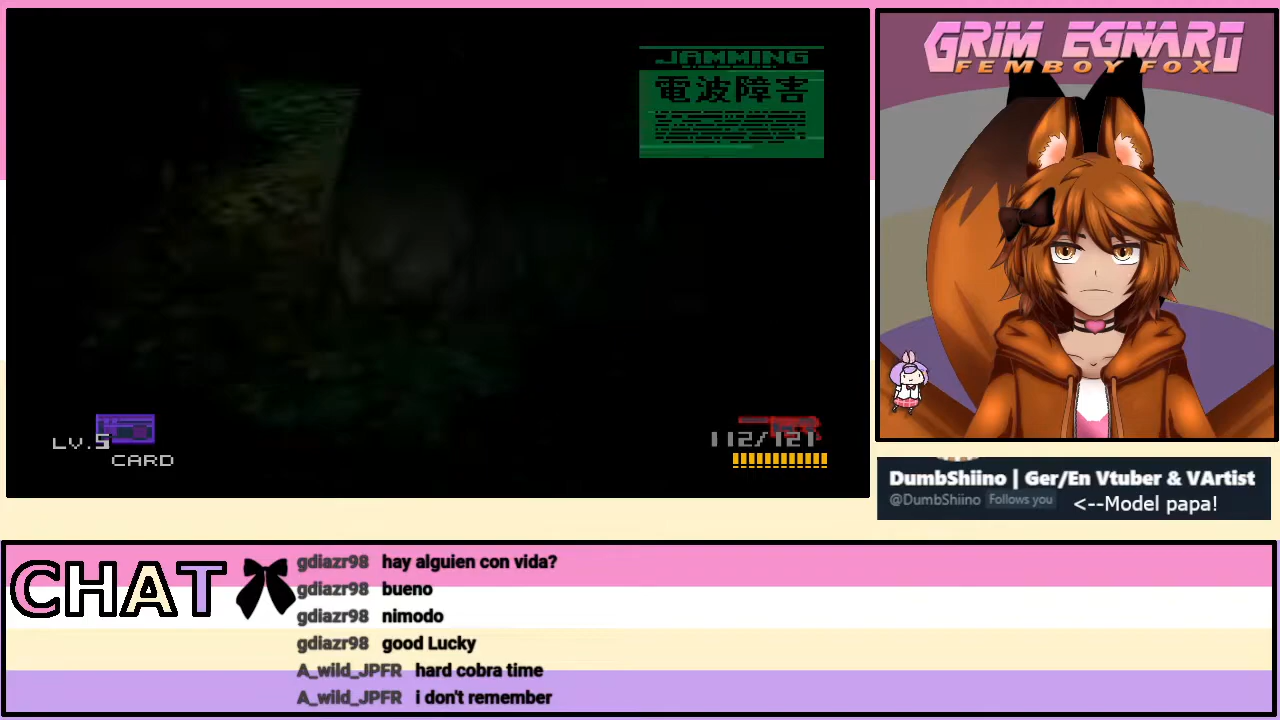 JAMMING
電波障害
LV.5
CARD
112/121
GRIM EGNART
FEMBOY FOX
DumbShiino | Ger/En Vtuber & VArtist
@DumbShiino Follows you <--Model papa!
CHAT
gdiazr98 hay alguien con vida?
gdiazr98 bueno
gdiazr98 nimodo
gdiazr98 good Lucky
A_wild_JPFR hard cobra time
A_wild_JPFR i don't remember